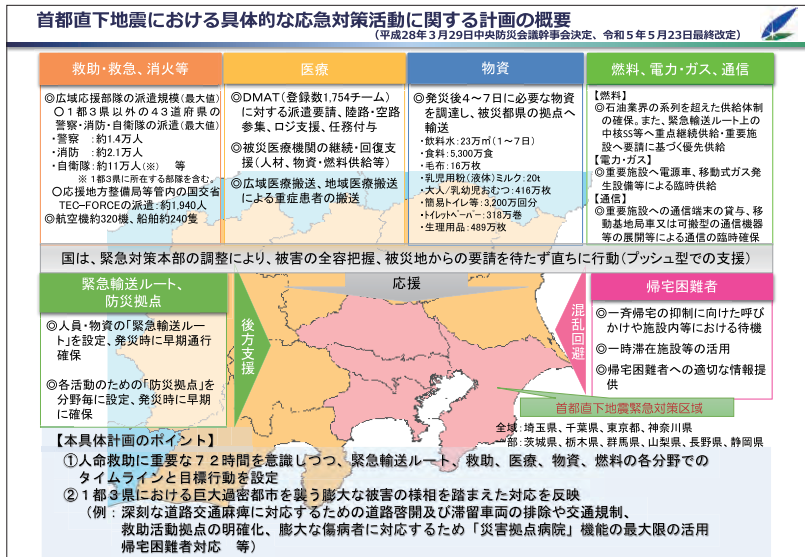 首都直下地震における具体的な応急対策活動に関する計画の概要
（平成28年３月29日中央防災会議幹事会決定、令和５年５月23日最終改定）
救助・救急、消火等
◎広域応援部隊の派遣規模（最大値）
○１都３県以外の４３道府県の
警察・消防・自衛隊の派遣（最大値）
・警察　：約1.4万人
・消防　：約2.1万人
・自衛隊：約11万人（※）　等
※ １都３県に所在する部隊を含む。
○応援地方整備局等管内の国交省
TEC-FORCEの派遣：約1,940人
◎航空機約320機、船舶約240隻
医療
◎DMAT（登録数1,754チーム）
に対する派遣要請、陸路・空路
参集、ロジ支援、任務付与
◎被災医療機関の継続・回復支
援（人材、物資・燃料供給等）
◎広域医療搬送、地域医療搬送
による重症患者の搬送
物資
◎発災後４～７日に必要な物資
を調達し、被災都県の拠点へ
輸送
・飲料水：23万㎥（１～７日）
・食料：5,300万食
・毛布：16万枚
・乳児用粉（液体）ミルク：20t
・大人／乳幼児おむつ：416万枚
・簡易トイレ等：3,200万回分
・トイレットペーパー：318万巻
・生理用品：489万枚
燃料、電力・ガス、通信
【燃料】
◎石油業界の系列を超えた供給体制
の確保。また、緊急輸送ルート上の
中核SS等へ重点継続供給・重要施
設へ要請に基づく優先供給
【電力・ガス】
◎重要施設へ電源車、移動式ガス発
生設備等による臨時供給
【通信】
◎重要施設への通信端末の貸与、移
動基地局車又は可搬型の通信機器
等の展開等による通信の臨時確保
国は、緊急対策本部の調整により、被害の全容把握、被災地からの要請を待たず直ちに行動（プッシュ型での支援）
緊急輸送ルート、
防災拠点
◎人員・物資の「緊急輸送ルー
ト」を設定、発災時に早期通行
確保
◎各活動のための「防災拠点」を
分野毎に設定、発災時に早期
に確保
後方支援
応援
混乱回避
帰宅困難者
◎一斉帰宅の抑制に向けた呼び
かけや施設内等における待機
◎一時滞在施設等の活用
◎帰宅困難者への適切な情報提
供
首都直下地震緊急対策区域
全域：埼玉県、千葉県、東京都、神奈川県
一部：茨城県、栃木県、群馬県、山梨県、長野県、静岡県
【本具体計画のポイント】
①人命救助に重要な７２時間を意識しつつ、緊急輸送ルート、救助、医療、物資、燃料の各分野での
タイムラインと目標行動を設定
②１都３県における巨大過密都市を襲う膨大な被害の様相を踏まえた対応を反映
（例：深刻な道路交通麻痺に対応するための道路啓開及び滞留車両の排除や交通規制、
救助活動拠点の明確化、膨大な傷病者に対応するため「災害拠点病院」機能の最大限の活用
帰宅困難者対応　等）